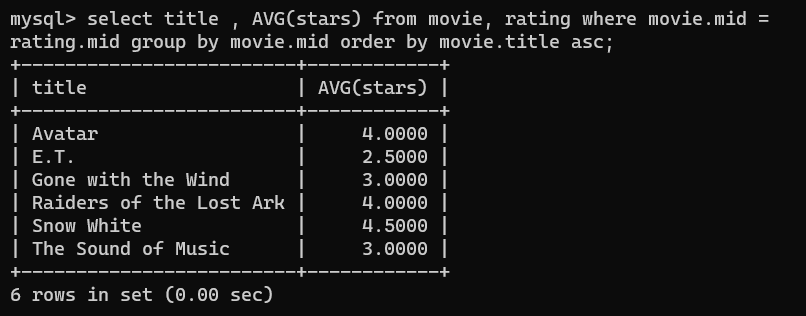 mysql> select title , AVG(stars) from movie, rating where movie.mid =
rating.mid group by movie.mid order by movie.title asc;
+-------------------------+------------+
| title                   | AVG(stars) |
+-------------------------+------------+
| Avatar                  |     4.0000 |
| E.T.                    |     2.5000 |
| Gone with the Wind      |     3.0000 |
| Raiders of the Lost Ark |     4.0000 |
| Snow White              |     4.5000 |
| The Sound of Music      |     3.0000 |
+-------------------------+------------+
6 rows in set (0.00 sec)